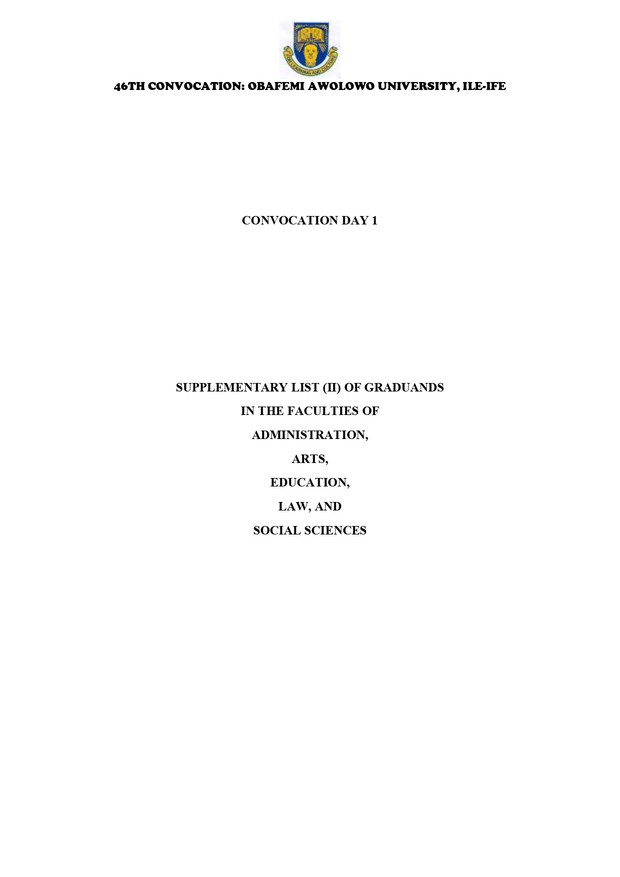 46TH CONVOCATION: OBAFEMI AWOLOWO UNIVERSITY, ILE-IFE
CONVOCATION DAY 1
SUPPLEMENTARY LIST (II) OF GRADUANDS
IN THE FACULTIES OF
ADMINISTRATION,
ARTS,
EDUCATION,
LAW, AND
SOCIAL SCIENCES